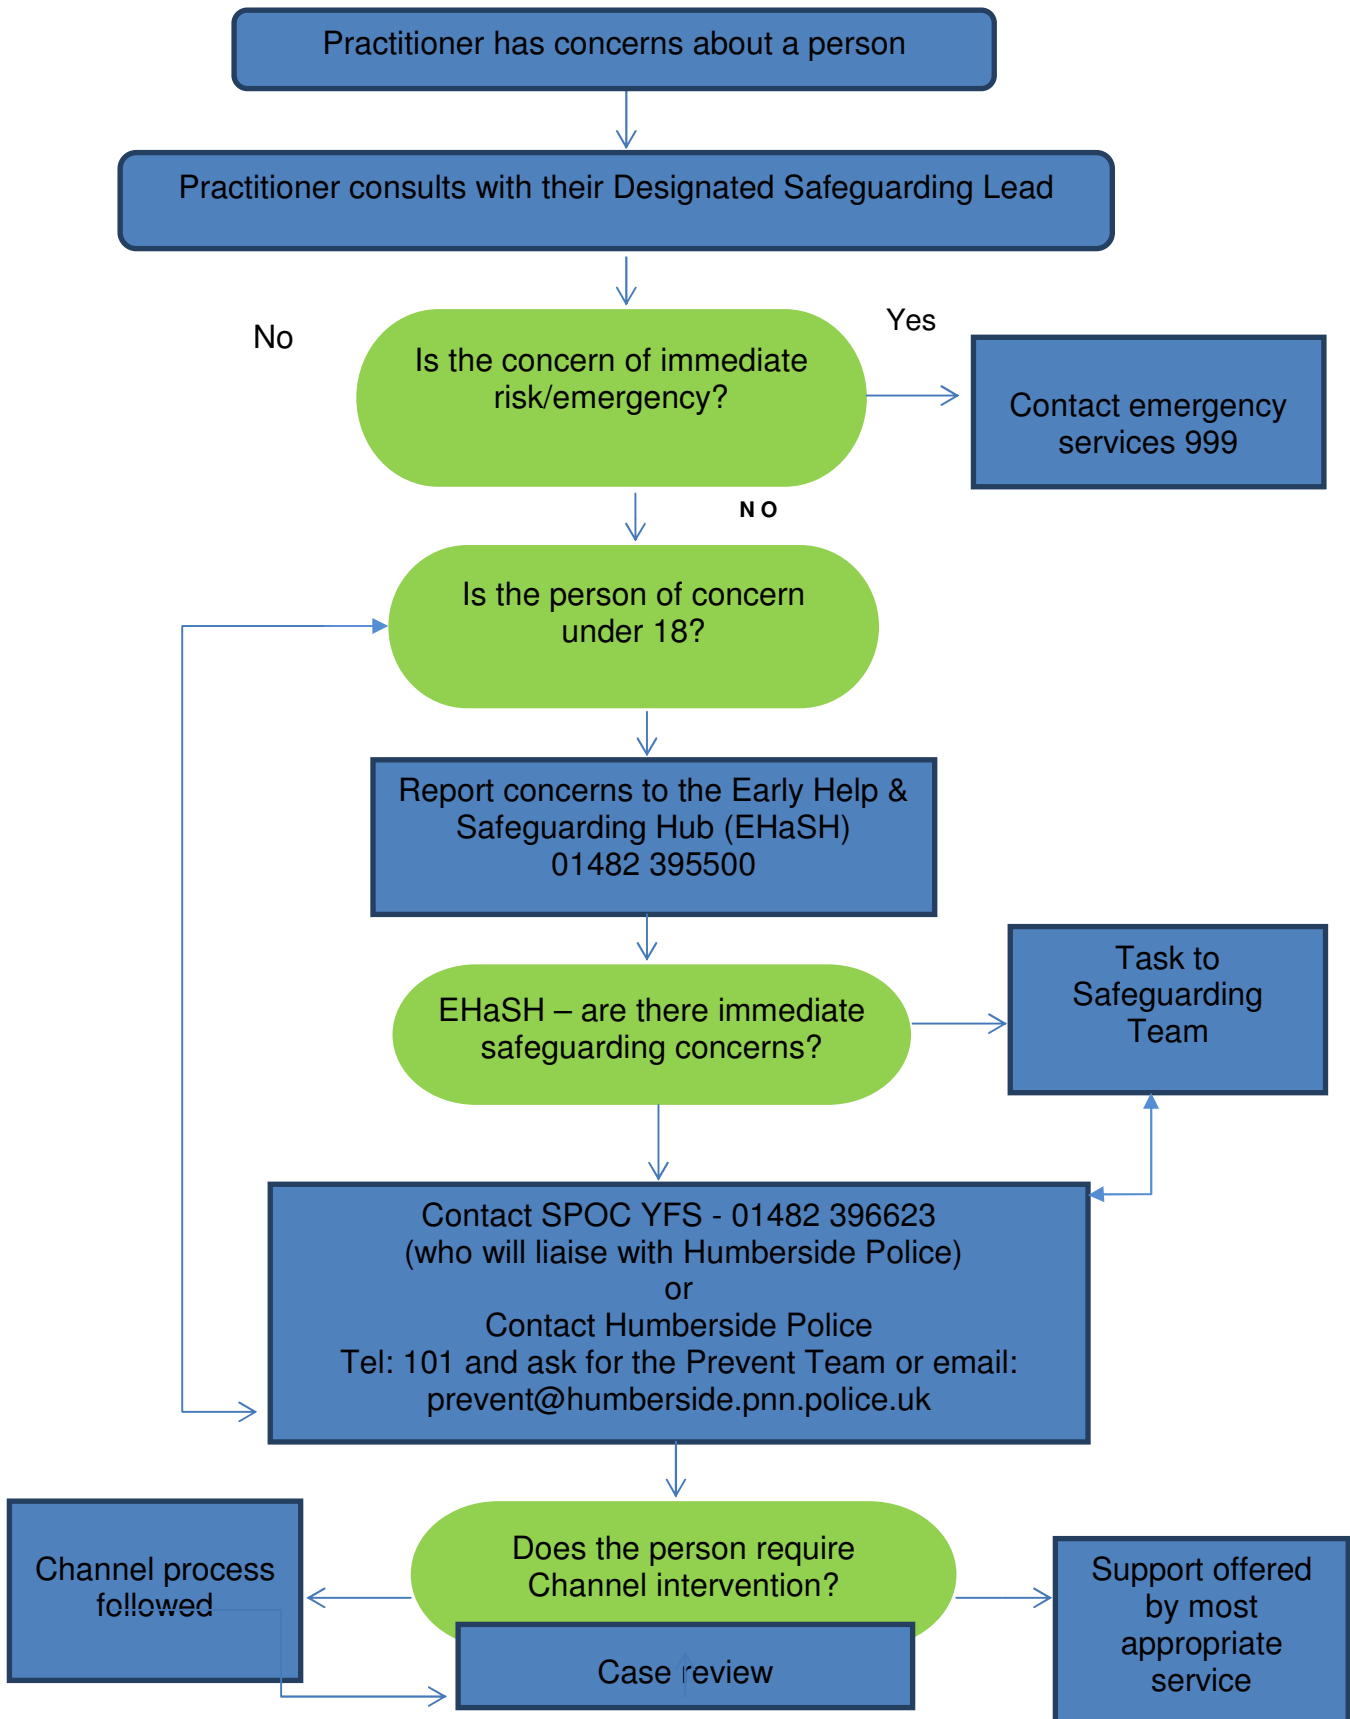 Practitioner has concerns about a person
Practitioner consults with their Designated Safeguarding Lead
No
Is the concern of immediate
risk/emergency?
Yes
Contact emergency
services 999
N O
Is the person of concern
under 18?
Report concerns to the Early Help &
Safeguarding Hub (EHaSH)
01482 395500
EHaSH – are there immediate
safeguarding concerns?
Task to
Safeguarding
Team
Contact SPOC YFS - 01482 396623
(who will liaise with Humberside Police)
or
Contact Humberside Police
Tel: 101 and ask for the Prevent Team or email:
prevent@humberside.pnn.police.uk
Channel process
followed
Does the person require
Channel intervention?
Case review
Support offered
by most
appropriate
service